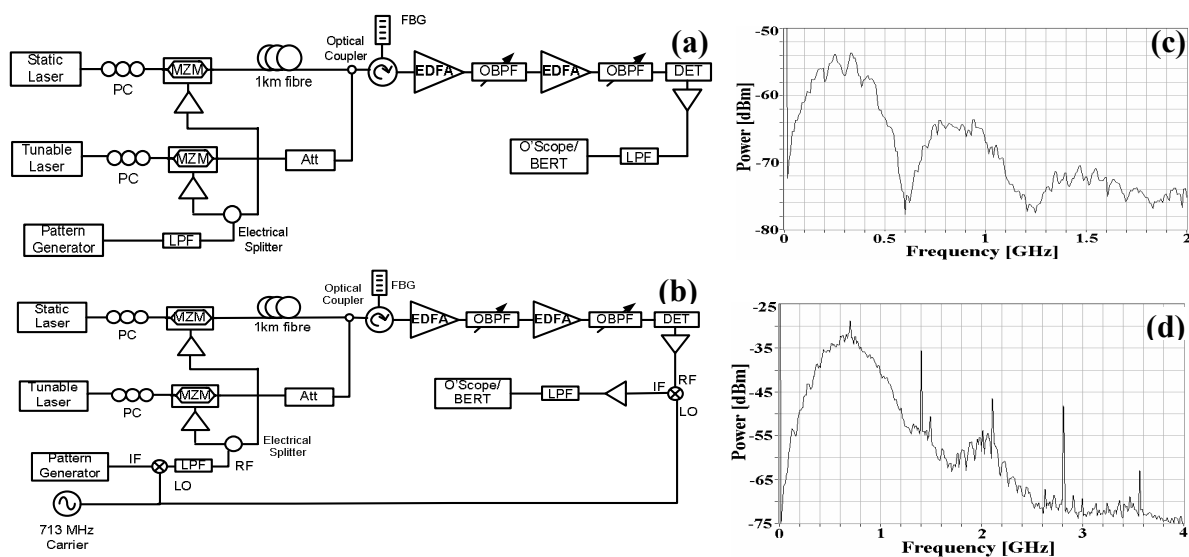 (a)
FBG
Optical
Coupler
Static
Laser
PC
MZM
1km fibre
EDFA
OBPF
EDFA
OBPF
DET
Tunable
Laser
PC
MZM
Att
O'Scope/
BERT
LPF
Pattern
Generator
LPF
Electrical
Splitter
(b)
FBG
Optical
Coupler
Static
Laser
PC
MZM
1km fibre
EDFA
OBPF
EDFA
OBPF
DET
Tunable
Laser
PC
MZM
Att
O'Scope/
BERT
LPF
IF
RF
LO
Electrical
Splitter
Pattern
Generator
IF
LPF
RF
LO
713 MHz
Carrier
(c)
Power [dBm]
-50
-60
-70
-80
0
0.5
1
1.5
2
Frequency [GHz]
(d)
Power [dBm]
-25
-35
-45
-55
-65
-75
0
1
2
3
4
Frequency [GHz]